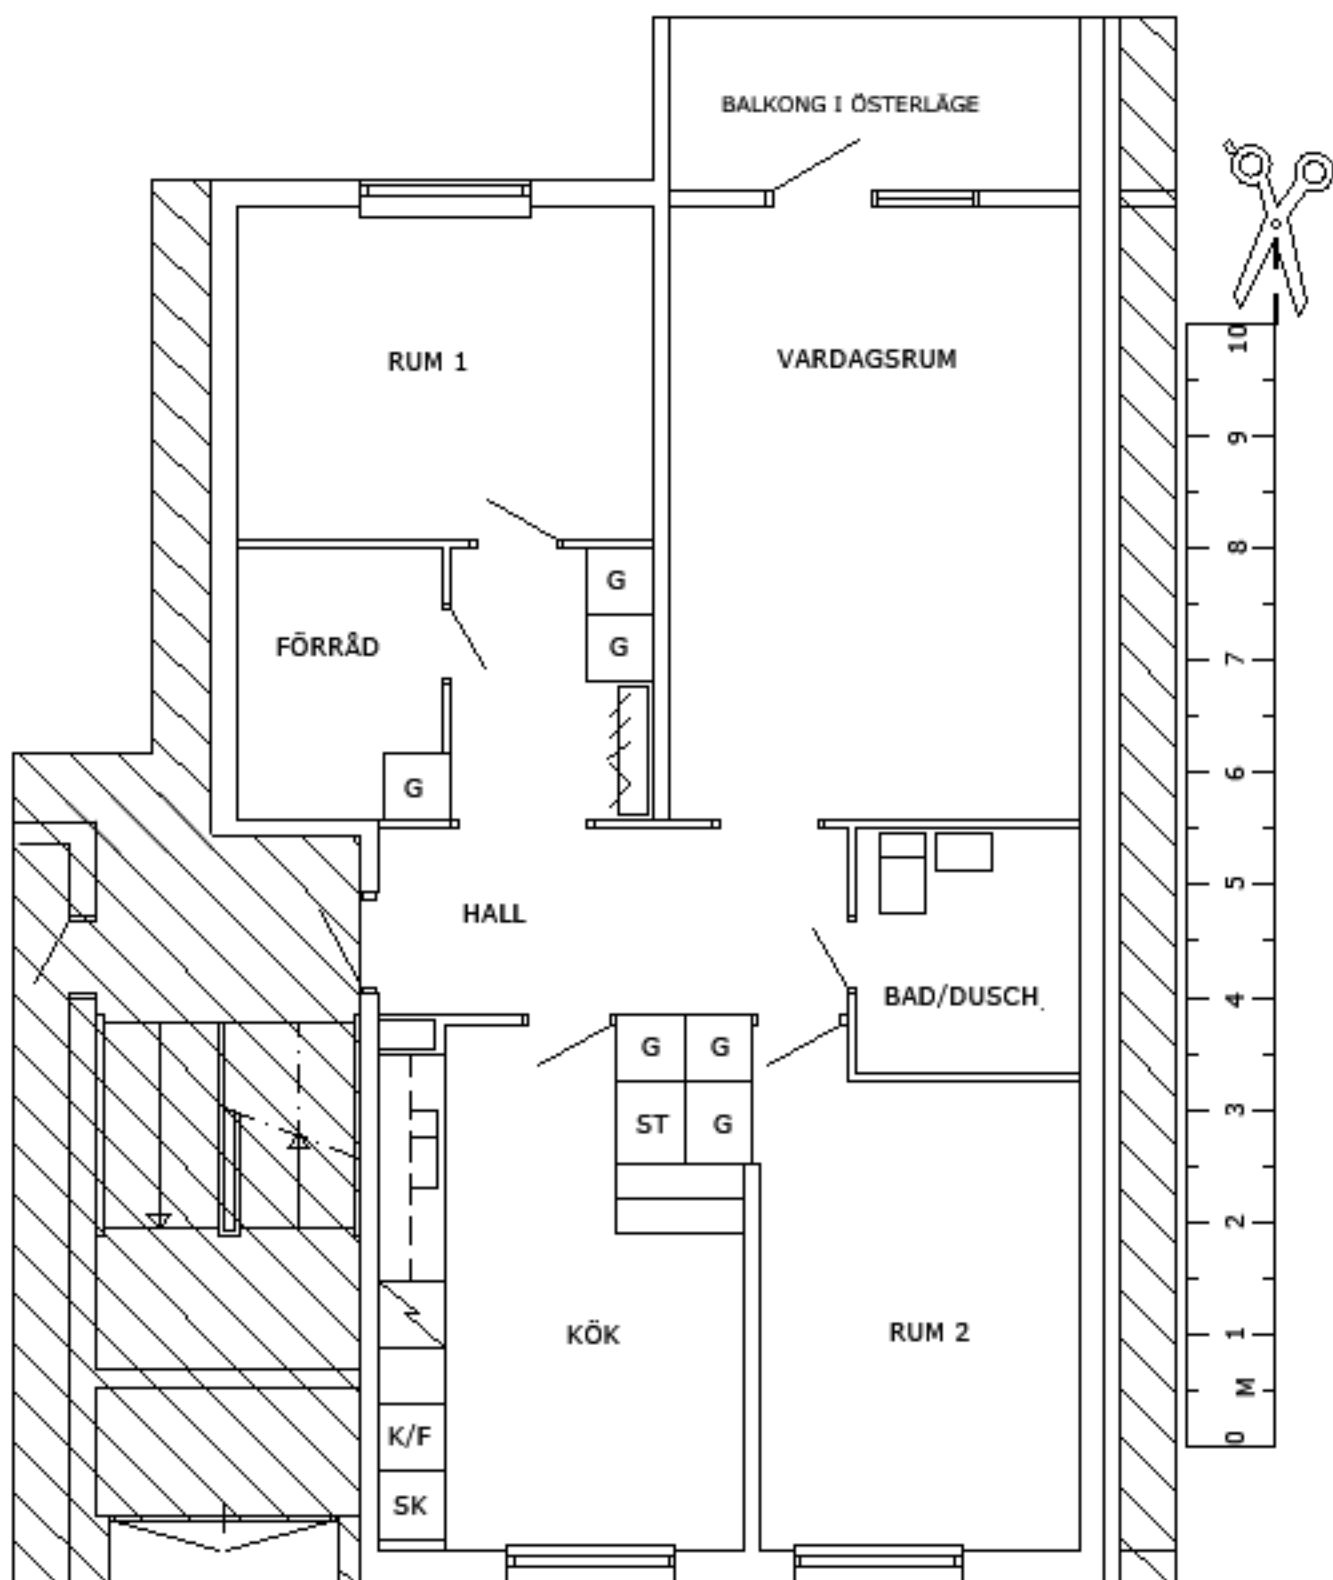 BALKONG I ÖSTERLÄGE
RUM 1
VARDAGSRUM
10
9
8
7
6
5
4
3
2
1
M
0
G
G
FÖRRÅD
G
HALL
BAD/DUSCH
G G
ST G
KÖK
RUM 2
K/F
SK